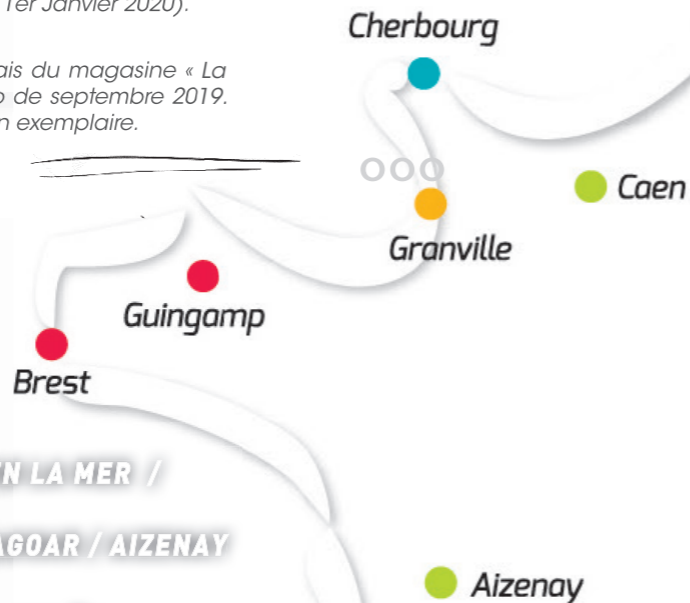 1er Janvier 2020).
Cherbourg
ais du magasine « La
de septembre 2019.
n exemplaire.
Caen
Granville
Guingamp
Brest
N LA MER /
AGOAR / AIZENAY
Aizenay